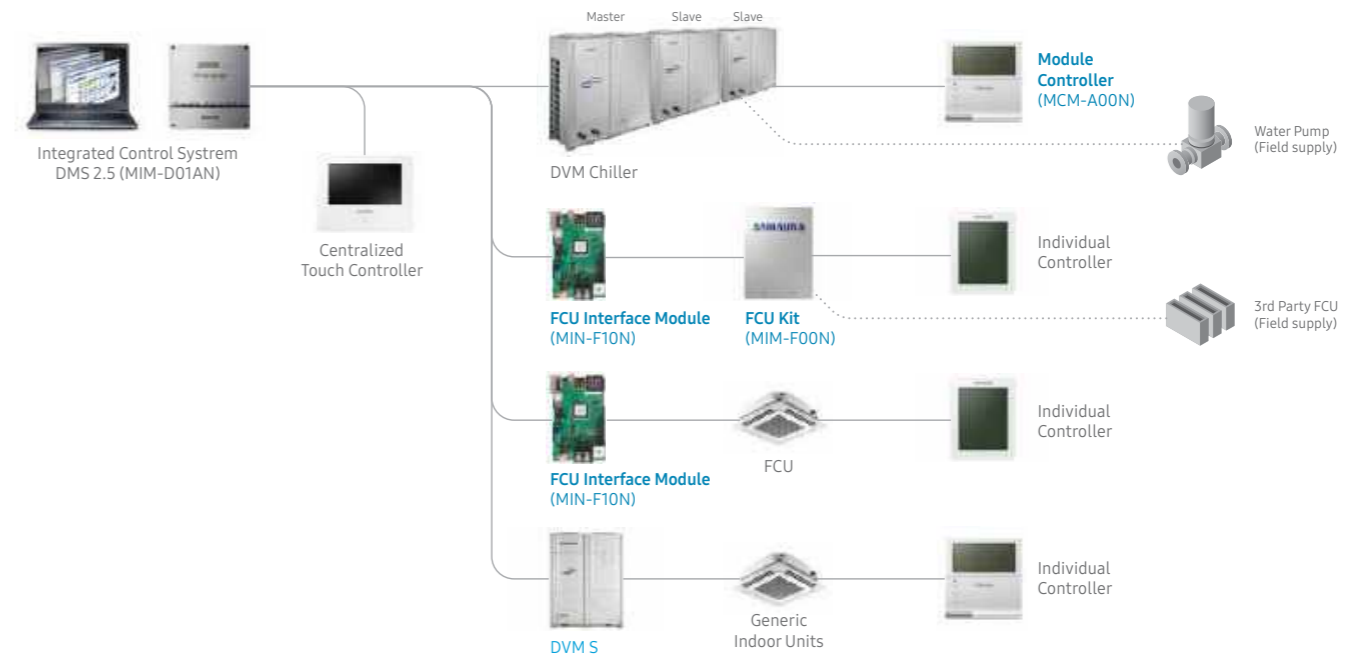 Master
Slave
Slave
Module
Controller
(MCM-A00N)
Water Pump
(Field supply)
Integrated Control Systrem
DMS 2.5 (MIM-D01AN)
DVM Chiller
Centralized
Touch Controller
SAMSUNG
Individual
Controller
FCU Interface Module
(MIN-F10N)
FCU Kit
(MIM-F00N)
3rd Party FCU
(Field supply)
Individual
Controller
FCU
FCU Interface Module
(MIN-F10N)
Individual
Controller
Generic
Indoor Units
DVM S